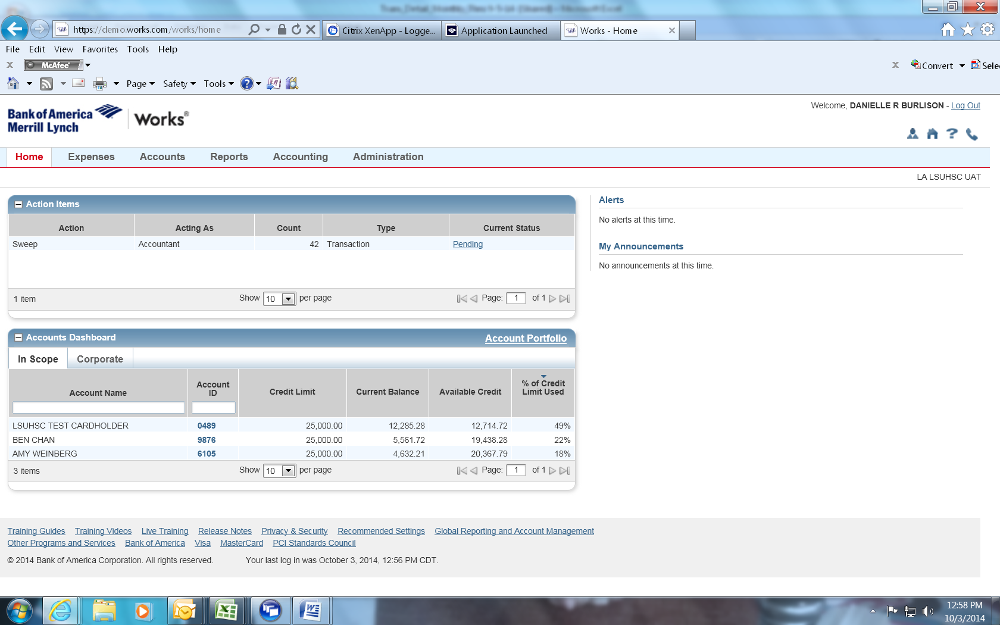 https://demo.works.com/works/home
Citrix XenApp - Logge...
Application Launched
Works - Home
File Edit View Favorites Tools Help
McAfee
Convert
Page Safety Tools
Bank of America
Merrill Lynch
Works®
Welcome, DANIELLE R BURLISON - Log Out
Home Expenses Accounts Reports Accounting Administration
LA LSUHSC UAT
Action Items
Action Acting As Count Type Current Status
Sweep Accountant 42 Transaction Pending
1 item Show 10 per page Page: 1 of 1
Alerts
No alerts at this time.
My Announcements
No announcements at this time.
Accounts Dashboard Account Portfolio
In Scope Corporate
Account Name Account ID Credit Limit Current Balance Available Credit % of Credit Limit Used
LSUHSC TEST CARDHOLDER 0489 25,000.00 12,285.28 12,714.72 49%
BEN CHAN 9876 25,000.00 5,561.72 19,438.28 22%
AMY WEINBERG 6105 25,000.00 4,632.21 20,367.79 18%
3 items Show 10 per page Page: 1 of 1
Training Guides Training Videos Live Training Release Notes Privacy & Security Recommended Settings Global Reporting and Account Management
Other Programs and Services Bank of America Visa MasterCard PCI Standards Council
© 2014 Bank of America Corporation. All rights reserved. Your last log in was October 3, 2014, 12:56 PM CDT.
12:58 PM
10/3/2014